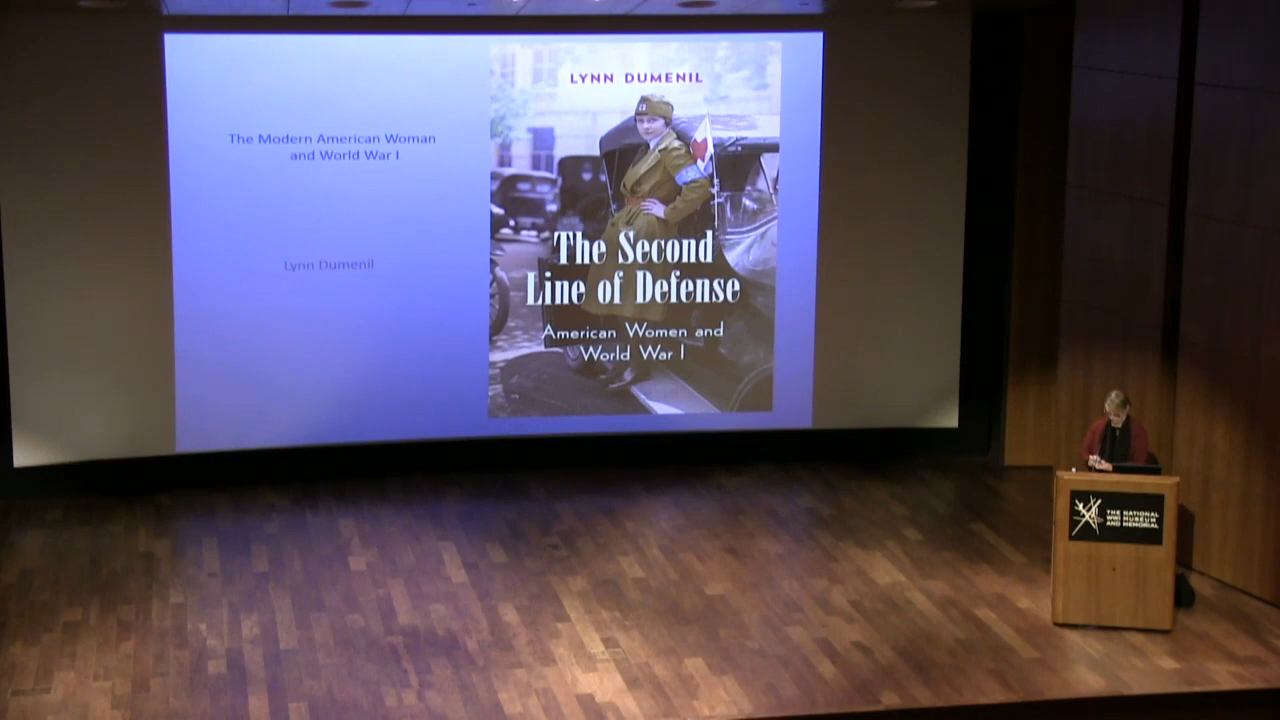 The Modern American Woman
and World War I
Lynn Dumenil
LYNN DUMENIL
The Second
Line of Defense
American Women and
World War I
THE NATIONAL
WWI MUSEUM
AND MEMORIAL